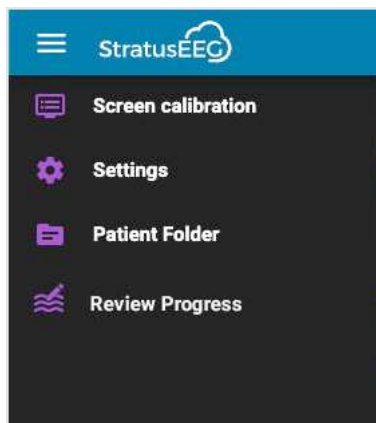 StratusEEG
Screen calibration
Settings
Patient Folder
Review Progress